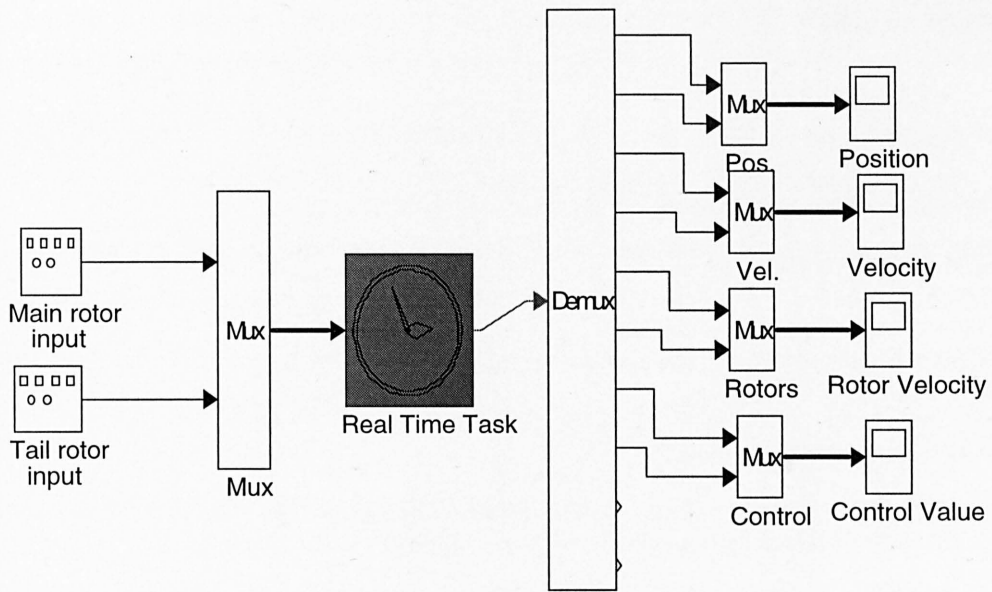 Main rotor
input
Tail rotor
input
Mux
Mux
Real Time Task
Demux
Mux
Pos.
Position
Mux
Vel.
Velocity
Mux
Rotors
Rotor Velocity
Mux
Control
Control Value